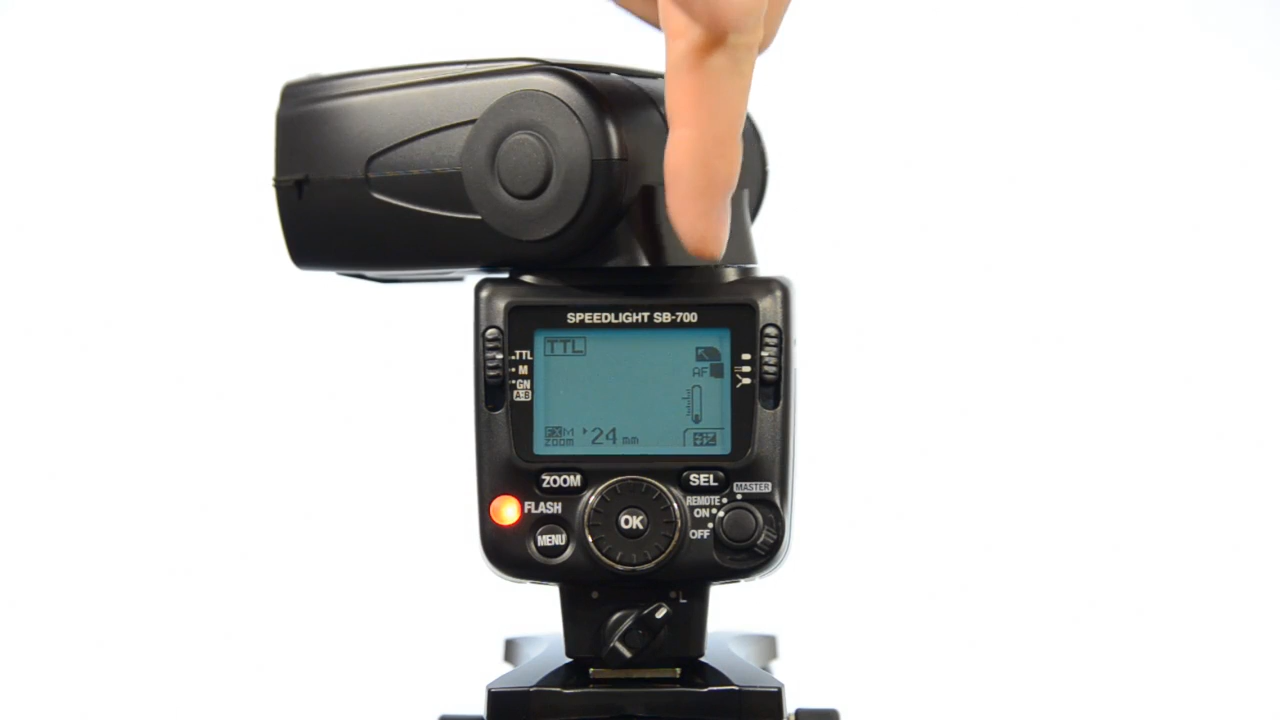 SPEEDLIGHT SB-700
TTL
TTL
M
GN
A:B
AF
FX M
zoom
24 mm
ZOOM
SEL
MASTER
REMOTE
ON
OFF
FLASH
OK
MENU
L